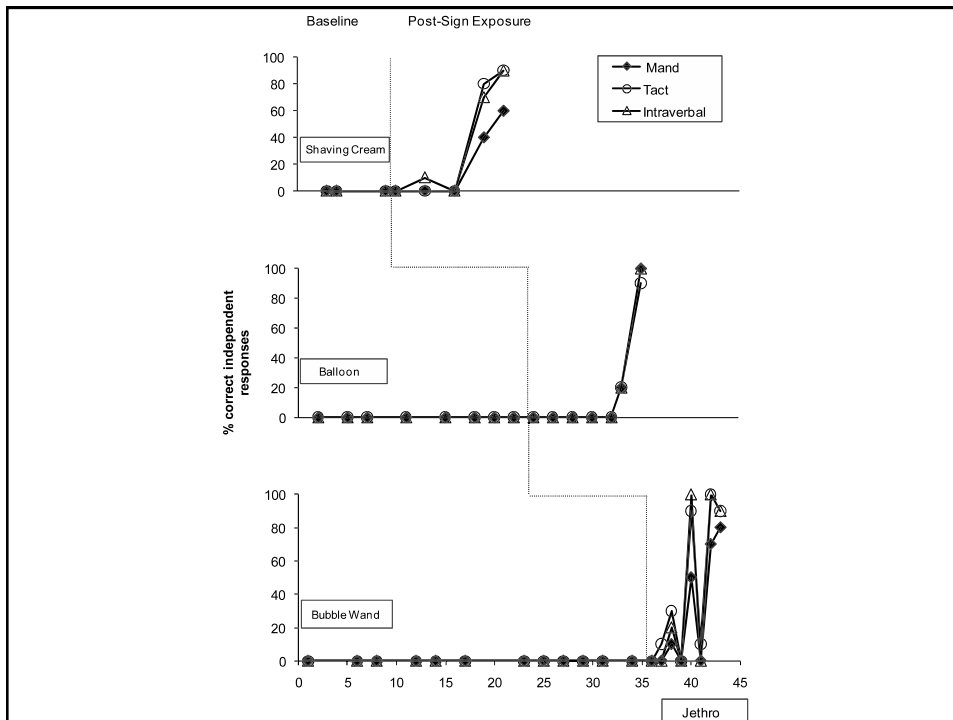 Baseline Post-Sign Exposure
100
80
60
40
20
0
Shaving Cream
Mand
Tact
Intraverbal
% correct independent
responses
100
80
60
40
20
0
Balloon
100
80
60
40
20
0
Bubble Wand
0 5 10 15 20 25 30 35 40 45
Jethro